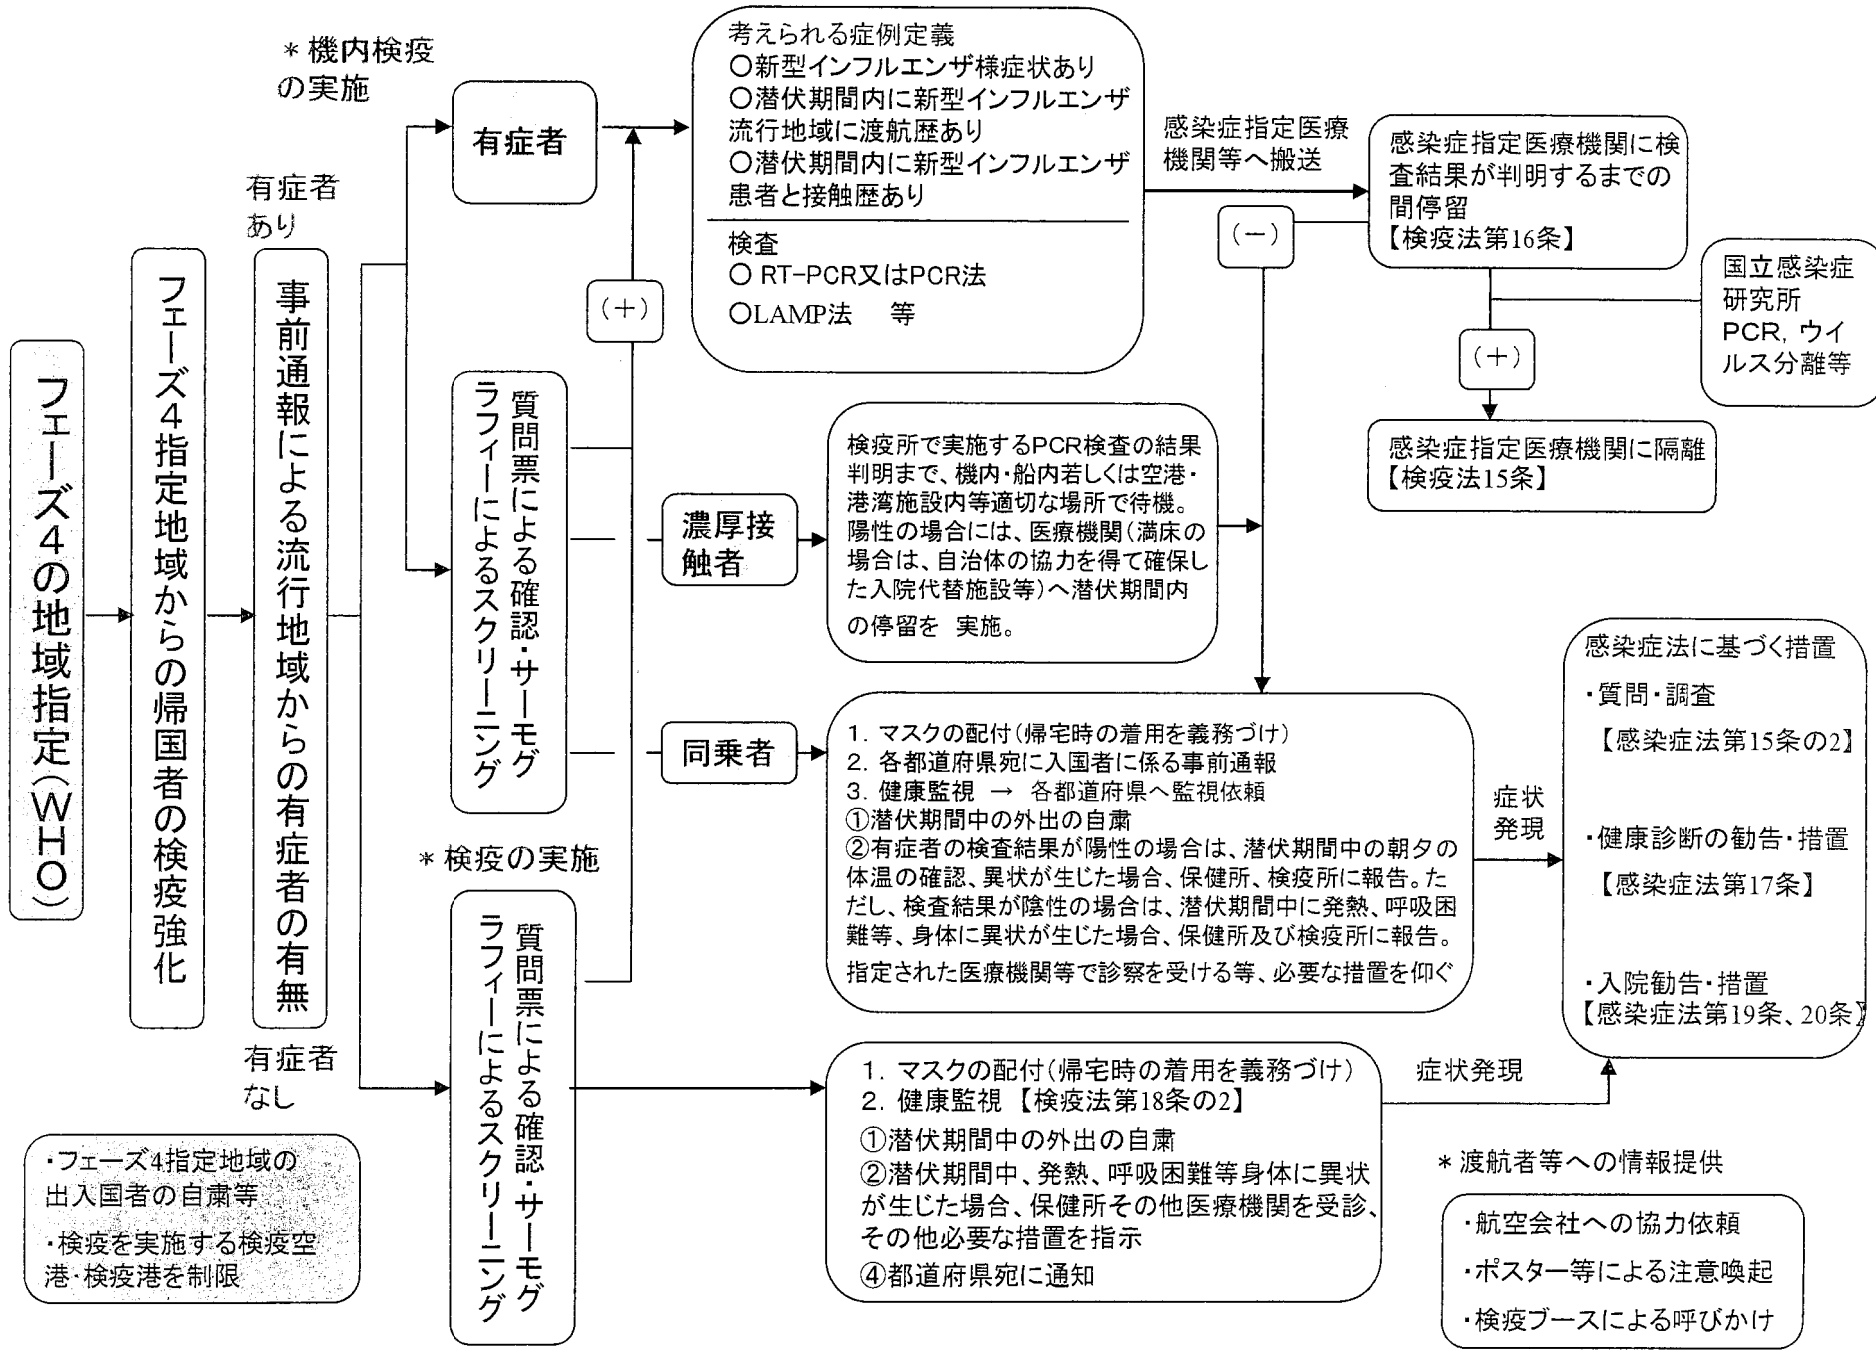 フェーズ4の地域指定(WHO)
フェーズ4指定地域からの帰国者の検疫強化
事前通報による流行地域からの有症者の有無
有症者
あり
有症者
なし
・フェーズ4指定地域の
出入国者の自粛等
・検疫を実施する検疫空
港・検疫港を制限
＊機内検疫
の実施
有症者
質問票による確認・サーモグ
ラフィーによるスクリーニング
＊検疫の実施
質問票による確認・サーモグ
ラフィーによるスクリーニング
(+)
考えられる症例定義
○新型インフルエンザ様症状あり
○潜伏期間内に新型インフルエンザ
流行地域に渡航歴あり
○潜伏期間内に新型インフルエンザ
患者と接触歴あり
検査
○ RT-PCR又はPCR法
○LAMP法　等
感染症指定医療
機関等へ搬送
(－)
感染症指定医療機関に検
査結果が判明するまでの
間停留
【検疫法第16条】
国立感染症
研究所
PCR, ウイ
ルス分離等
(+)
感染症指定医療機関に隔離
【検疫法15条】
濃厚接
触者
検疫所で実施するPCR検査の結果
判明まで、機内・船内若しくは空港・
港湾施設内等適切な場所で待機。
陽性の場合には、医療機関(満床の
場合は、自治体の協力を得て確保し
た入院代替施設等)へ潜伏期間内
の停留を 実施。
同乗者
1. マスクの配付(帰宅時の着用を義務づけ)
2. 各都道府県宛に入国者に係る事前通報
3. 健康監視 → 各都道府県へ監視依頼
①潜伏期間中の外出の自粛
②有症者の検査結果が陽性の場合は、潜伏期間中の朝夕の
体温の確認、異状が生じた場合、保健所、検疫所に報告。た
だし、検査結果が陰性の場合は、潜伏期間中に発熱、呼吸困
難等、身体に異状が生じた場合、保健所及び検疫所に報告。
指定された医療機関等で診察を受ける等、必要な措置を仰ぐ
症状
発現
感染症法に基づく措置
・質問・調査
【感染症法第15条の2】
・健康診断の勧告・措置
【感染症法第17条】
・入院勧告・措置
【感染症法第19条、20条】
1. マスクの配付(帰宅時の着用を義務づけ)
2. 健康監視 【検疫法第18条の2】
①潜伏期間中の外出の自粛
②潜伏期間中、発熱、呼吸困難等身体に異状
が生じた場合、保健所その他医療機関を受診、
その他必要な措置を指示
④都道府県宛に通知
症状発現
＊渡航者等への情報提供
・航空会社への協力依頼
・ポスター等による注意喚起
・検疫ブースによる呼びかけ